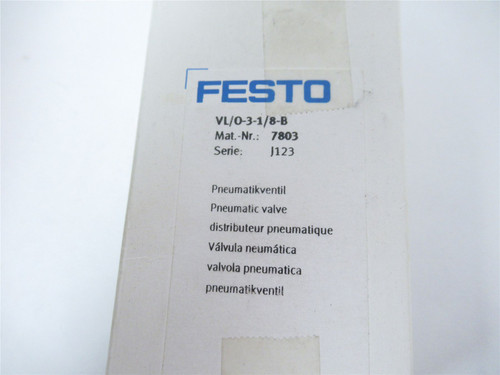 FESTO
VL/O-3-1/8-B
Mat.-Nr.: 7803
Serie: J123
Pneumatikventil
Pneumatic valve
distributeur pneumatique
Válvula neumática
valvola pneumatica
pneumatikventil